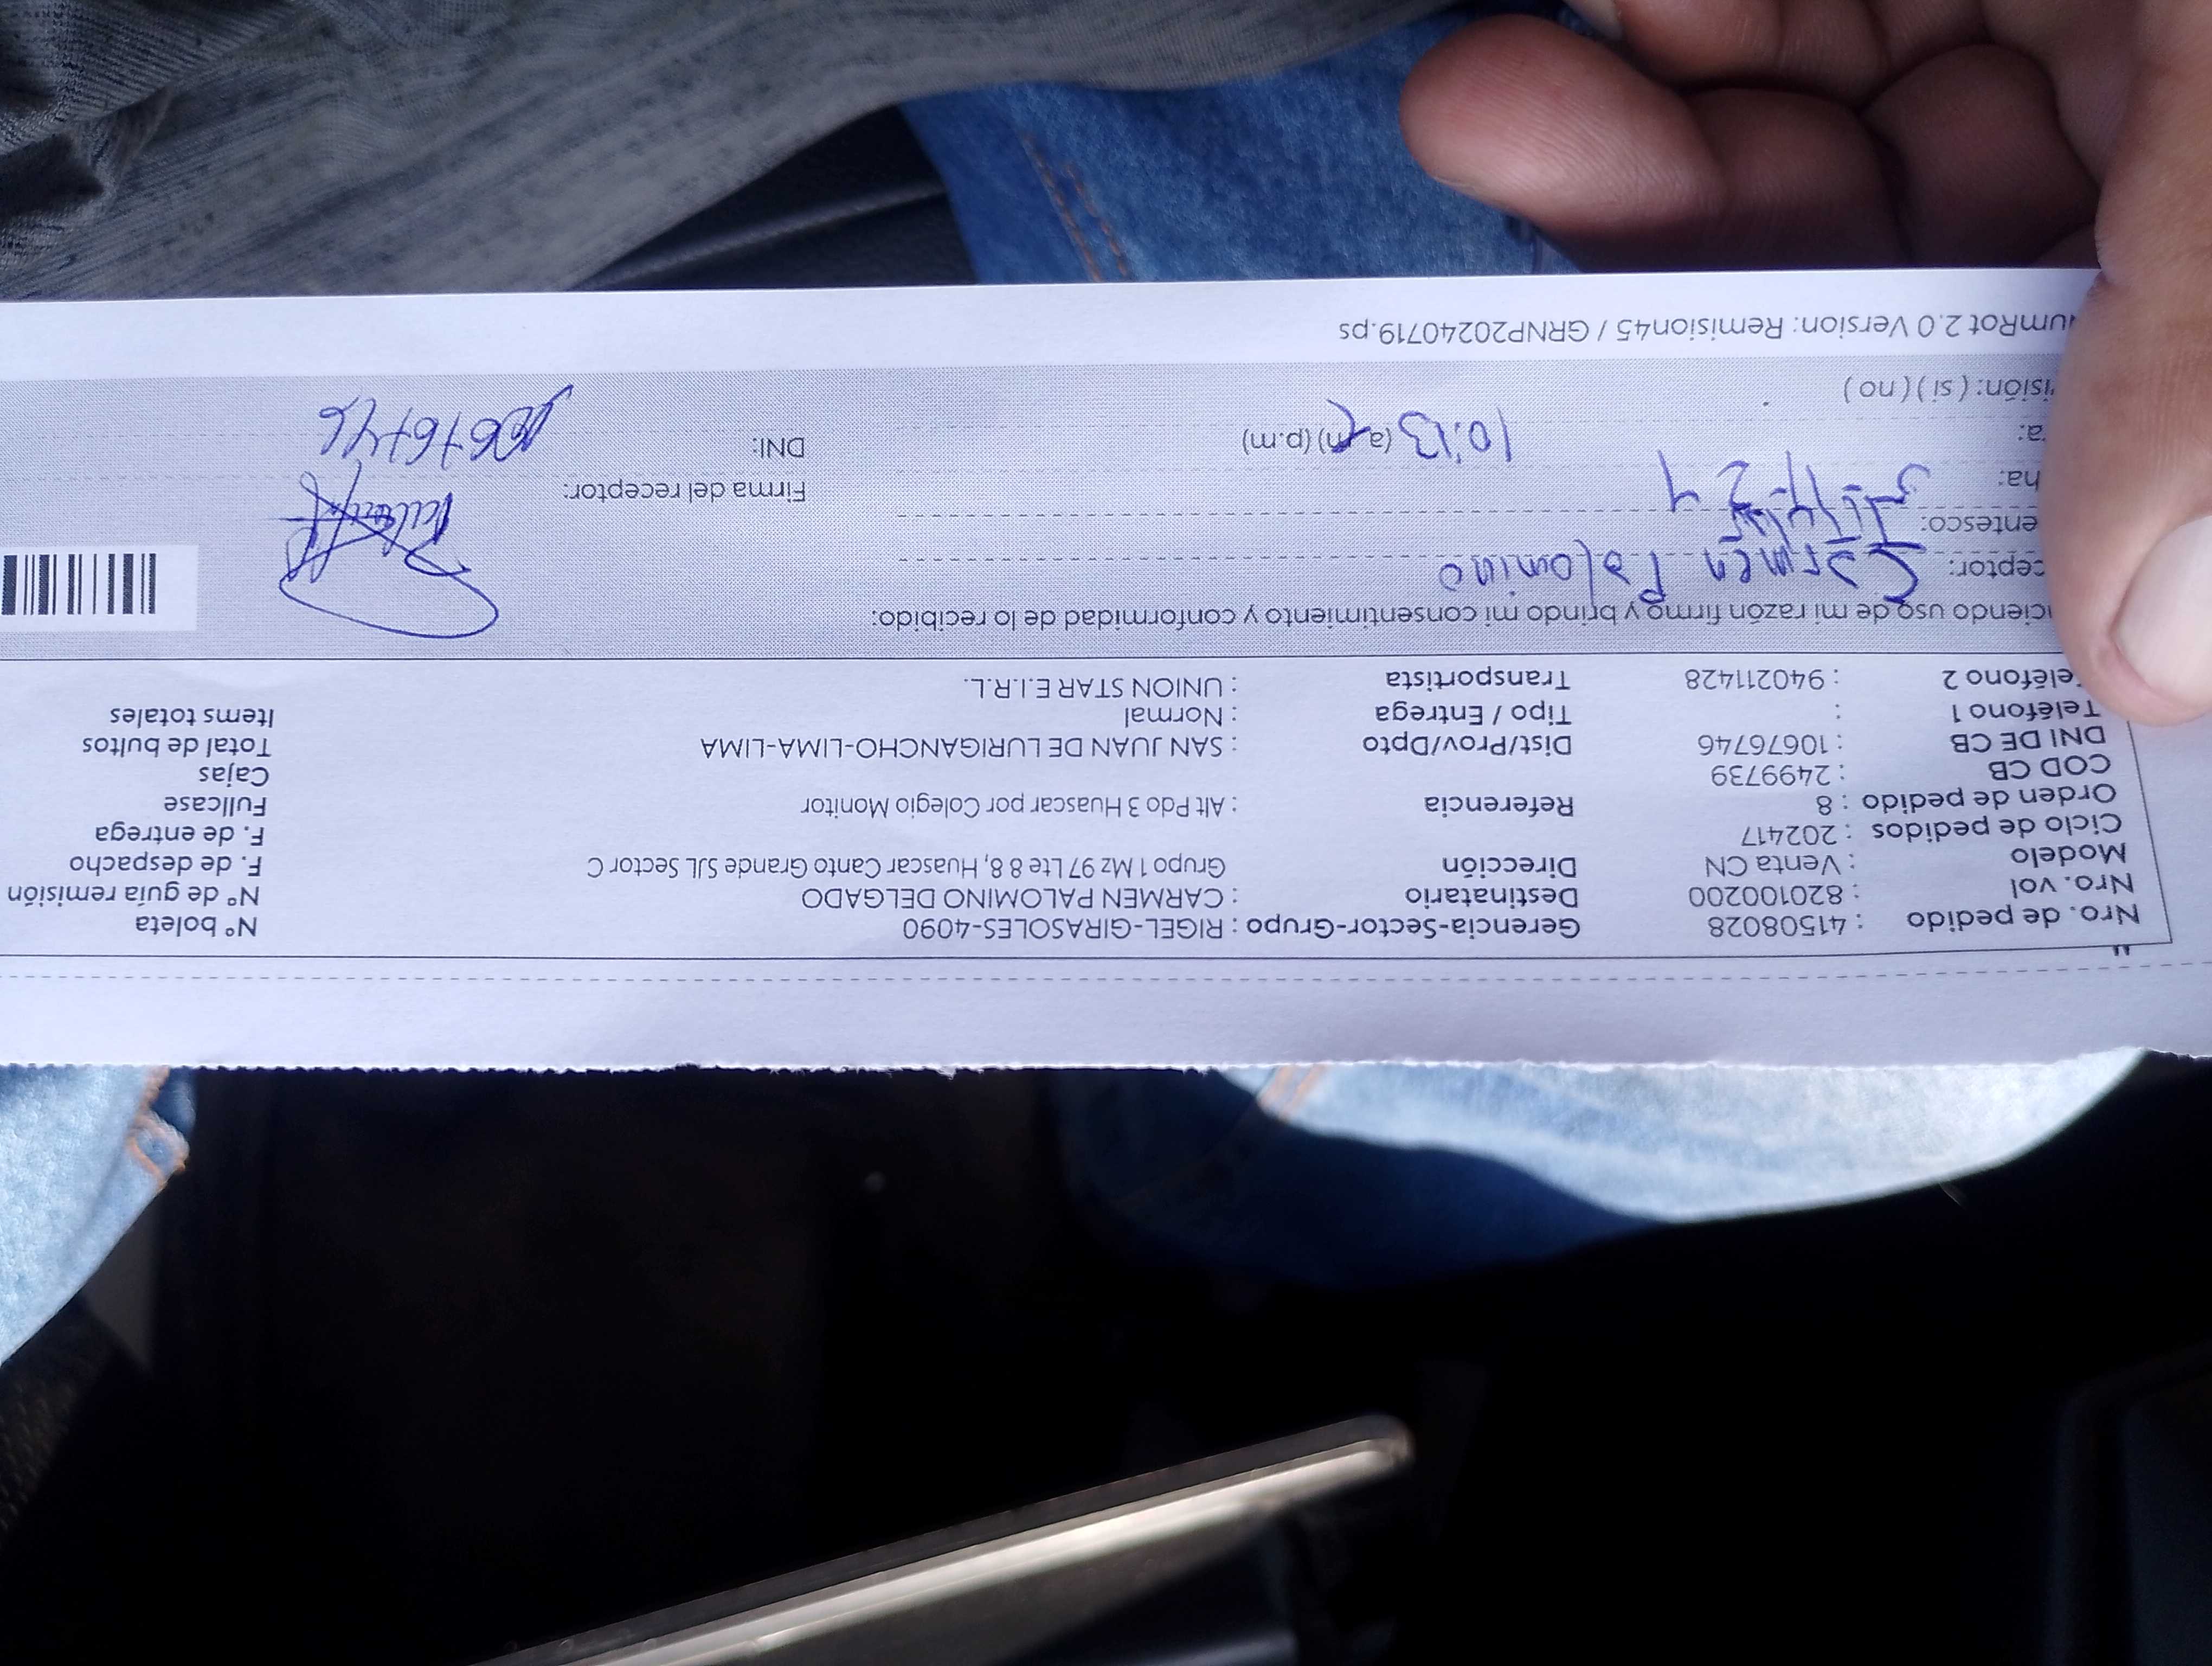 Nro. de pedido : 41508028 Gerencia-Sector-Grupo : RIGEL-GIRASOLES-4090 N° boleta
Nro. vol : 820100200 Destinatario : CARMEN PALOMINO DELGADO N° de guía remisión
Modelo : Venta CN Dirección Grupo 1 Mz 97 Lte 8 8, Huascar Canto Grande SJL Sector C F. de despacho
Ciclo de pedidos : 202417 F. de entrega
Orden de pedido : 8 Referencia : Alt Pdo 3 Huascar por Colegio Monitor Fullcase
COD CB : 2499739 Cajas
DNI DE CB : 10676746 Dist/Prov/Dpto : SAN JUAN DE LURIGANCHO-LIMA-LIMA Total de bultos
Teléfono 1 : Tipo / Entrega : Normal Items totales
Teléfono 2 : 940211428 Transportista : UNION STAR E.I.R.L.
ciendo uso de mi razón firmo y brindo mi consentimiento y conformidad de lo recibido:
ceptor: Carmen Palomino
entesco: Titular
ha: Firma del receptor:
a: 10:13 (a.m) (p.m) DNI: 10676746
isión: ( si ) ( no )
umRot 2.0 Version: Remision45 / GRNP20240719.ps